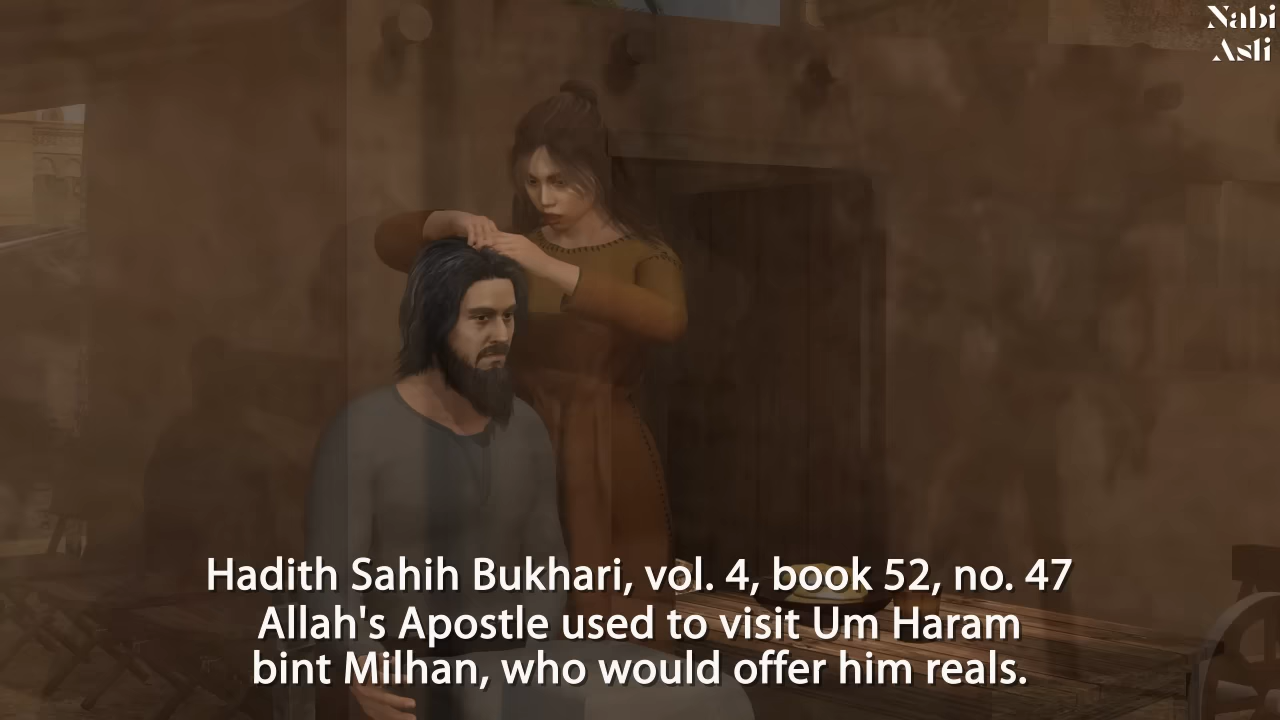 Nabi
Asli
Hadith Sahih Bukhari, vol. 4, book 52, no. 47
Allah's Apostle used to visit Um Haram
bint Milhan, who would offer him reals.